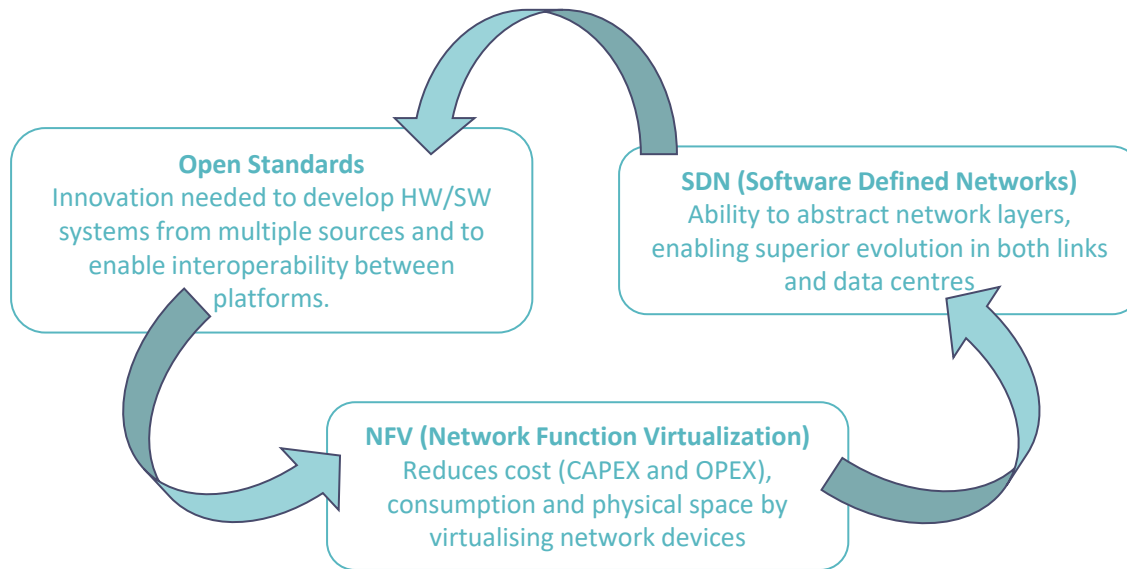 Open Standards
Innovation needed to develop HW/SW
systems from multiple sources and to
enable interoperability between
platforms.
SDN (Software Defined Networks)
Ability to abstract network layers,
enabling superior evolution in both links
and data centres
NFV (Network Function Virtualization)
Reduces cost (CAPEX and OPEX),
consumption and physical space by
virtualising network devices